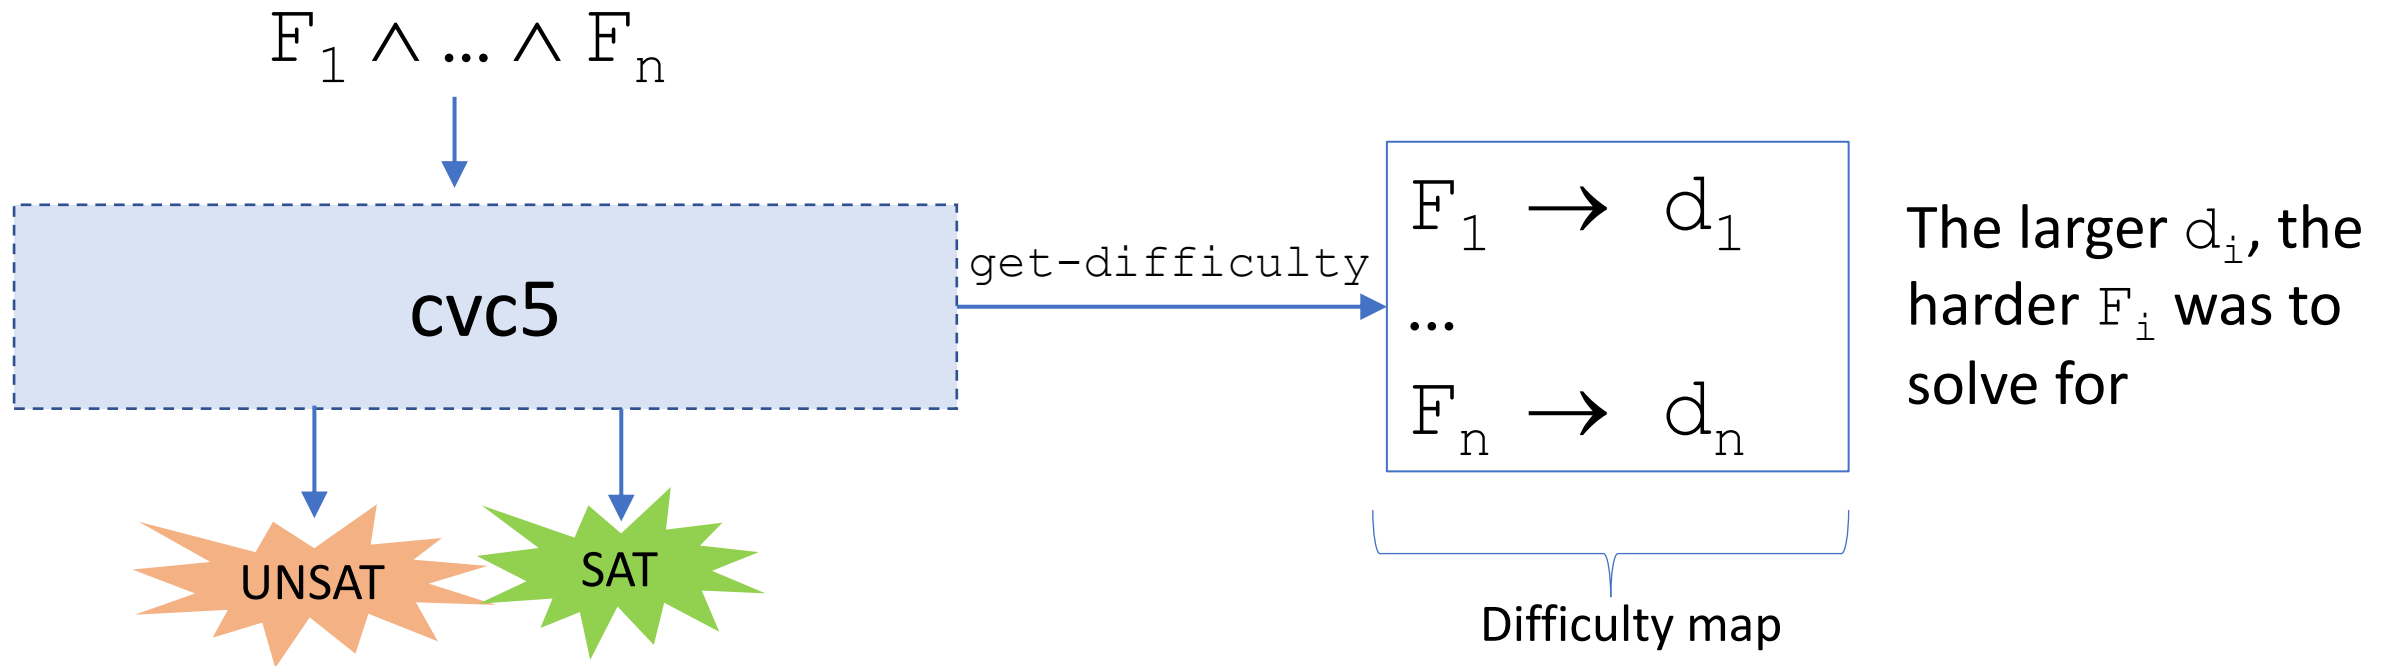 F₁ ∧ … ∧ Fₙ
cvc5
get-difficulty
F₁ → d₁
…
Fₙ → dₙ
The larger dᵢ, the
harder Fᵢ was to
solve for
UNSAT
SAT
Difficulty map